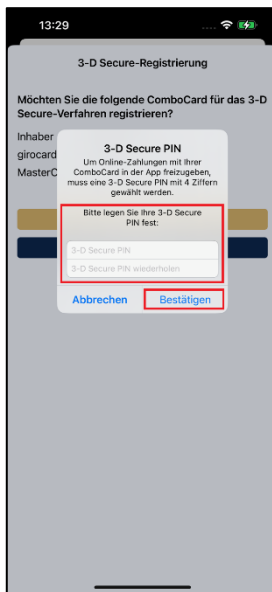 13:29
3-D Secure-Registrierung
Möchten Sie die folgende ComboCard für das 3-D
Secure-Verfahren registrieren?
Inhaber
girocard
MasterC
3-D Secure PIN
Um Online-Zahlungen mit Ihrer
ComboCard in der App freizugeben,
muss eine 3-D Secure PIN mit 4 Ziffern
gewählt werden.
Bitte legen Sie Ihre 3-D Secure
PIN fest:
3-D Secure PIN
3-D Secure PIN wiederholen
Abbrechen Bestätigen